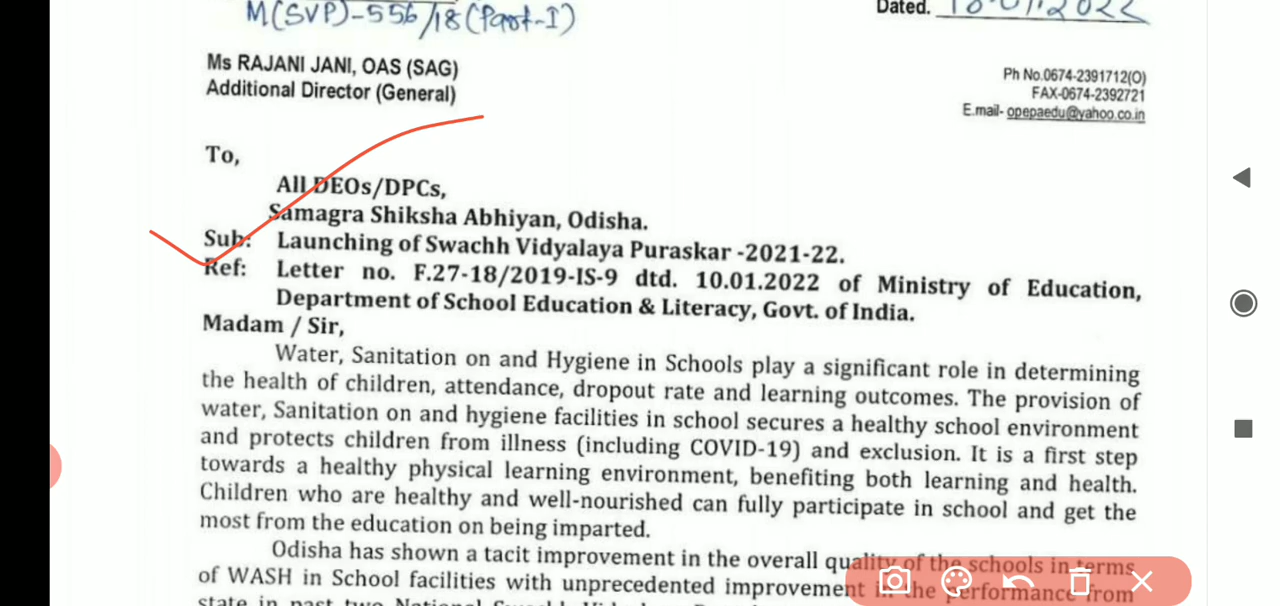 M(SVP)-556/18(Part-I)
Dated.
Ms RAJANI JANI, OAS (SAG)
Additional Director (General)
Ph No.0674-2391712(O)
FAX-0674-2392721
E.mail- opepaedu@yahoo.co.in
To,
All DEOs/DPCs,
Samagra Shiksha Abhiyan, Odisha.
Sub: Launching of Swachh Vidyalaya Puraskar -2021-22.
Ref: Letter no. F.27-18/2019-IS-9 dtd. 10.01.2022 of Ministry of Education,
Department of School Education & Literacy, Govt. of India.
Madam / Sir,
Water, Sanitation on and Hygiene in Schools play a significant role in determining
the health of children, attendance, dropout rate and learning outcomes. The provision of
water, Sanitation on and hygiene facilities in school secures a healthy school environment
and protects children from illness (including COVID-19) and exclusion. It is a first step
towards a healthy physical learning environment, benefiting both learning and health.
Children who are healthy and well-nourished can fully participate in school and get the
most from the education on being imparted.
Odisha has shown a tacit improvement in the overall quality of the schools in terms
of WASH in School facilities with unprecedented improvement in the performance from
state in past two National